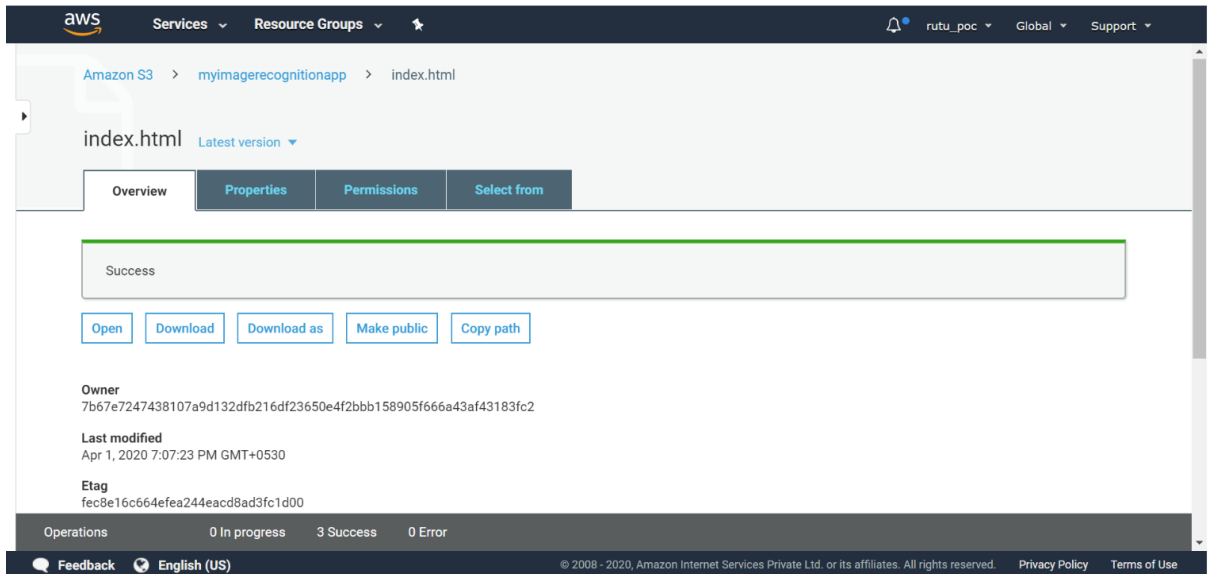 aws Services Resource Groups rutu_poc Global Support
Amazon S3 > myimagerecognitionapp > index.html
index.html Latest version
Overview Properties Permissions Select from
Success
Open Download Download as Make public Copy path
Owner
7b67e7247438107a9d132dfb216df23650e4f2bbb158905f666a43af43183fc2
Last modified
Apr 1, 2020 7:07:23 PM GMT+0530
Etag
fec8e16c664efea244eacd8ad3fc1d00
Operations 0 In progress 3 Success 0 Error
Feedback English (US) © 2008 - 2020, Amazon Internet Services Private Ltd. or its affiliates. All rights reserved. Privacy Policy Terms of Use